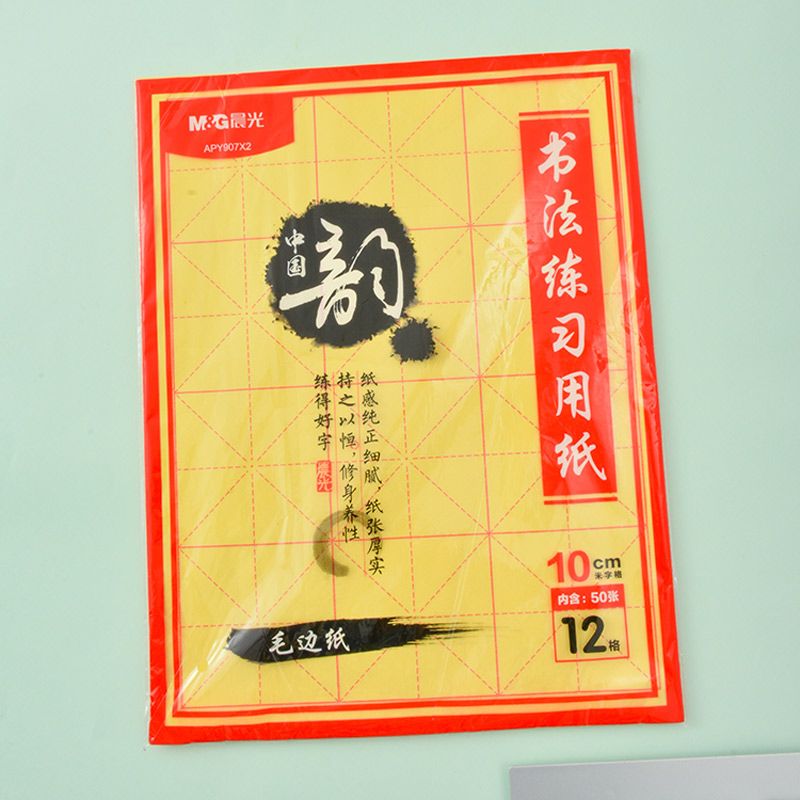 M&G晨光
APY907X2
书法练习用纸
中国
韵
纸感纯正细腻，纸张厚实
持之以恒，修身养性
练得好字
晨光
10cm
米字格
内含：50张
12格
毛边纸